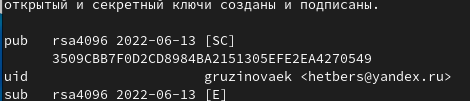 открытый и секретный ключи созданы и подписаны.
pub   rsa4096 2022-06-13 [SC]
      3509CBB7F0D2CD8984BA2151305EFE2EA4270549
uid                      gruzinovaek <hetbers@yandex.ru>
sub   rsa4096 2022-06-13 [E]